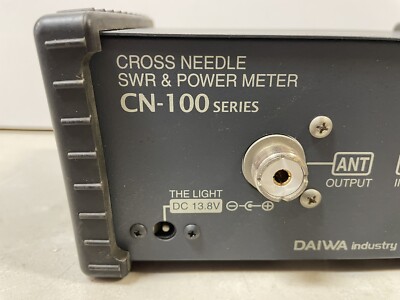 CROSS NEEDLE
SWR & POWER METER
CN-100 SERIES
ANT
OUTPUT
THE LIGHT
DC 13.8V
DAIWA industry